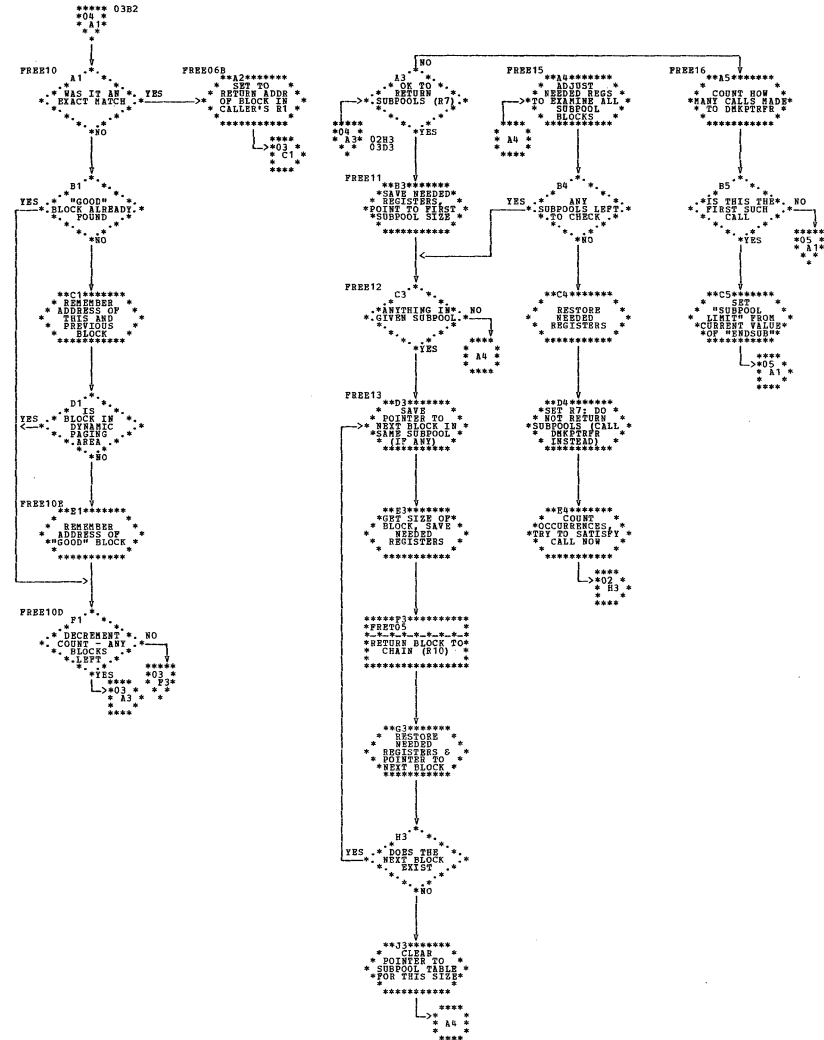 03B2
04
A1
FREE10
A1
WAS IT AN
EXACT MATCH
YES
NO
FREE06B
A2
SET TO
RETURN ADDR
OF BLOCK IN
CALLER'S R1
03
C1
B1
"GOOD"
BLOCK ALREADY
FOUND
YES
NO
C1
REMEMBER
ADDRESS OF
THIS AND
PREVIOUS
BLOCK
D1
IS
BLOCK IN
DYNAMIC
PAGING
AREA
YES
NO
FREE10E
E1
REMEMBER
ADDRESS OF
"GOOD" BLOCK
FREE10D
F1
DECREMENT
COUNT - ANY
BLOCKS
LEFT
NO
YES
03
F3
03
A3
A3
OK TO
RETURN
SUBPOOLS (R7)
NO
YES
04
A3
02H3
03D3
FREE11
B3
SAVE NEEDED
REGISTERS,
POINT TO FIRST
SUBPOOL SIZE
FREE12
C3
ANYTHING IN
GIVEN SUBPOOL
NO
YES
A4
FREE13
D3
SAVE
POINTER TO
NEXT BLOCK IN
SAME SUBPOOL
(IF ANY)
E3
GET SIZE OF
BLOCK, SAVE
NEEDED
REGISTERS
F3
FRET05
RETURN BLOCK TO
CHAIN (R10)
G3
RESTORE
NEEDED
REGISTERS &
POINTER TO
NEXT BLOCK
H3
DOES THE
NEXT BLOCK
EXIST
YES
NO
J3
CLEAR
POINTER TO
SUBPOOL TABLE
FOR THIS SIZE
A4
FREE15
A4
ADJUST
NEEDED REGS
TO EXAMINE ALL
SUBPOOL
BLOCKS
A4
B4
ANY
SUBPOOLS LEFT
TO CHECK
YES
NO
C4
RESTORE
NEEDED
REGISTERS
D4
SET R7: DO
NOT RETURN
SUBPOOLS (CALL
DMKPTRFR
INSTEAD)
E4
COUNT
OCCURRENCES,
TRY TO SATISFY
CALL NOW
02
H3
FREE16
A5
COUNT HOW
MANY CALLS MADE
TO DMKPTRFR
B5
IS THIS THE
FIRST SUCH
CALL
NO
YES
05
A1
C5
SET
"SUBPOOL
LIMIT" FROM
CURRENT VALUE
OF "ENDSUB"
05
A1